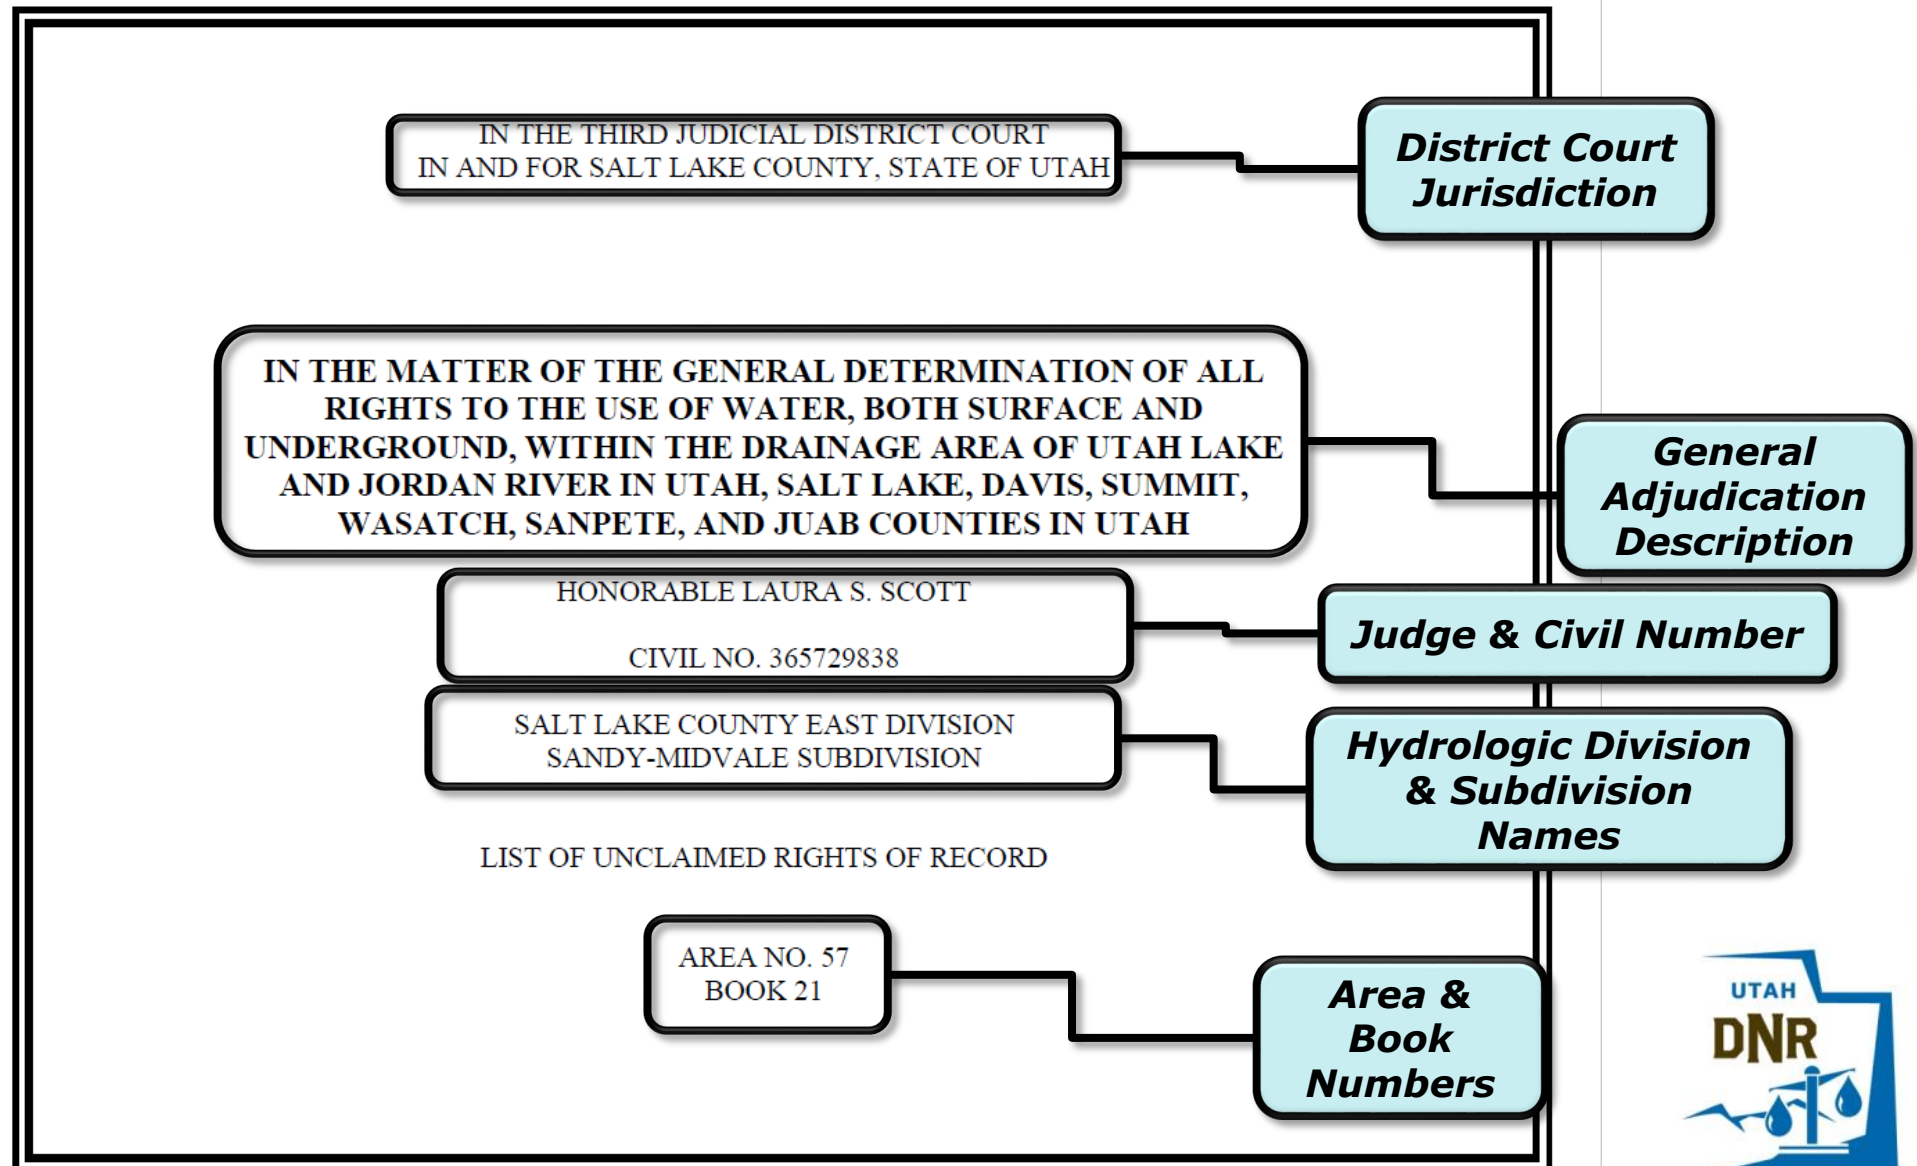 IN THE THIRD JUDICIAL DISTRICT COURT
IN AND FOR SALT LAKE COUNTY, STATE OF UTAH
District Court
Jurisdiction
IN THE MATTER OF THE GENERAL DETERMINATION OF ALL
RIGHTS TO THE USE OF WATER, BOTH SURFACE AND
UNDERGROUND, WITHIN THE DRAINAGE AREA OF UTAH LAKE
AND JORDAN RIVER IN UTAH, SALT LAKE, DAVIS, SUMMIT,
WASATCH, SANPETE, AND JUAB COUNTIES IN UTAH
General
Adjudication
Description
HONORABLE LAURA S. SCOTT
CIVIL NO. 365729838
Judge & Civil Number
SALT LAKE COUNTY EAST DIVISION
SANDY-MIDVALE SUBDIVISION
Hydrologic Division
& Subdivision
Names
LIST OF UNCLAIMED RIGHTS OF RECORD
AREA NO. 57
BOOK 21
Area &
Book
Numbers
UTAH
DNR